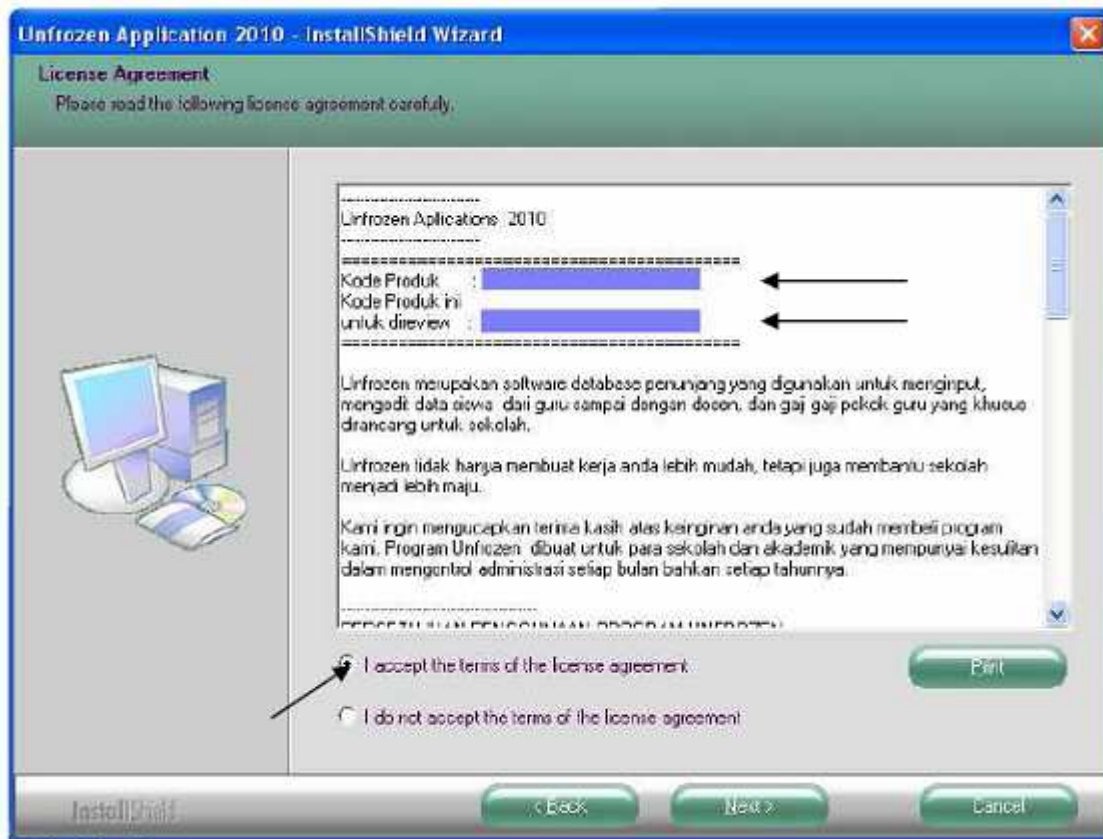 Unfrozen Application 2010 - InstallShield Wizard
License Agreement
Please read the following license agreement carefully.
-------------------------
Unfrozen Aplications 2010
-------------------------
==========================================
Kode Produk :
Kode Produk ini
untuk direview :
==========================================
Unfrozen merupakan software database penunjang yang digunakan untuk menginput,
mengedit data siswa dari guru sampai dengan dosen, dan gaji gaji pokok guru yang khusus
dirancang untuk sekolah.
Unfrozen tidak hanya membuat kerja anda lebih mudah, tetapi juga membantu sekolah
menjadi lebih maju.
Kami ingin mengucapkan terima kasih atas keinginan anda yang sudah membeli program
kami. Program Unfrozen dibuat untuk para sekolah dan akademik yang mempunyai kesulitan
dalam mengontrol administrasi setiap bulan bahkan setiap tahunnya.
-----------------------------------
PERSETUJUAN PENGGUNAAN PROGRAM UNFROZEN
I accept the terms of the license agreement
Print
I do not accept the terms of the license agreement
InstallShield
< Back
Next >
Cancel